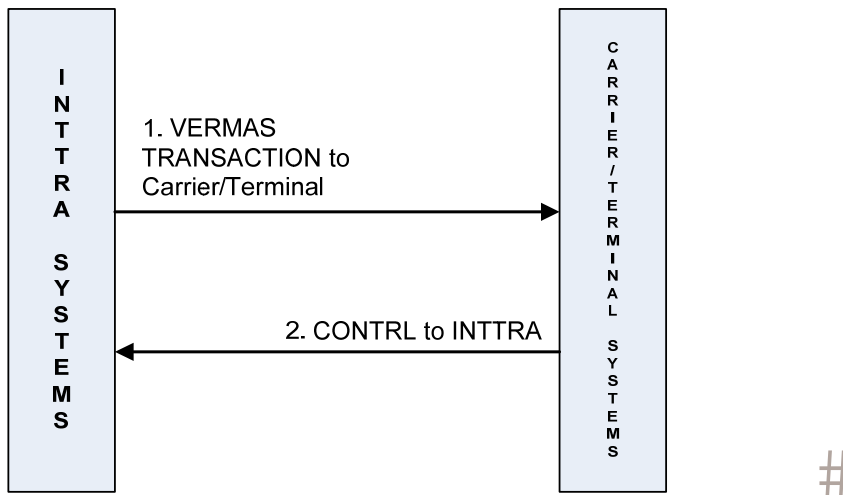 INTTRA SYSTEMS
1. VERMAS
TRANSACTION to
Carrier/Terminal
2. CONTRL to INTTRA
CARRIER/TERMINAL SYSTEMS
#